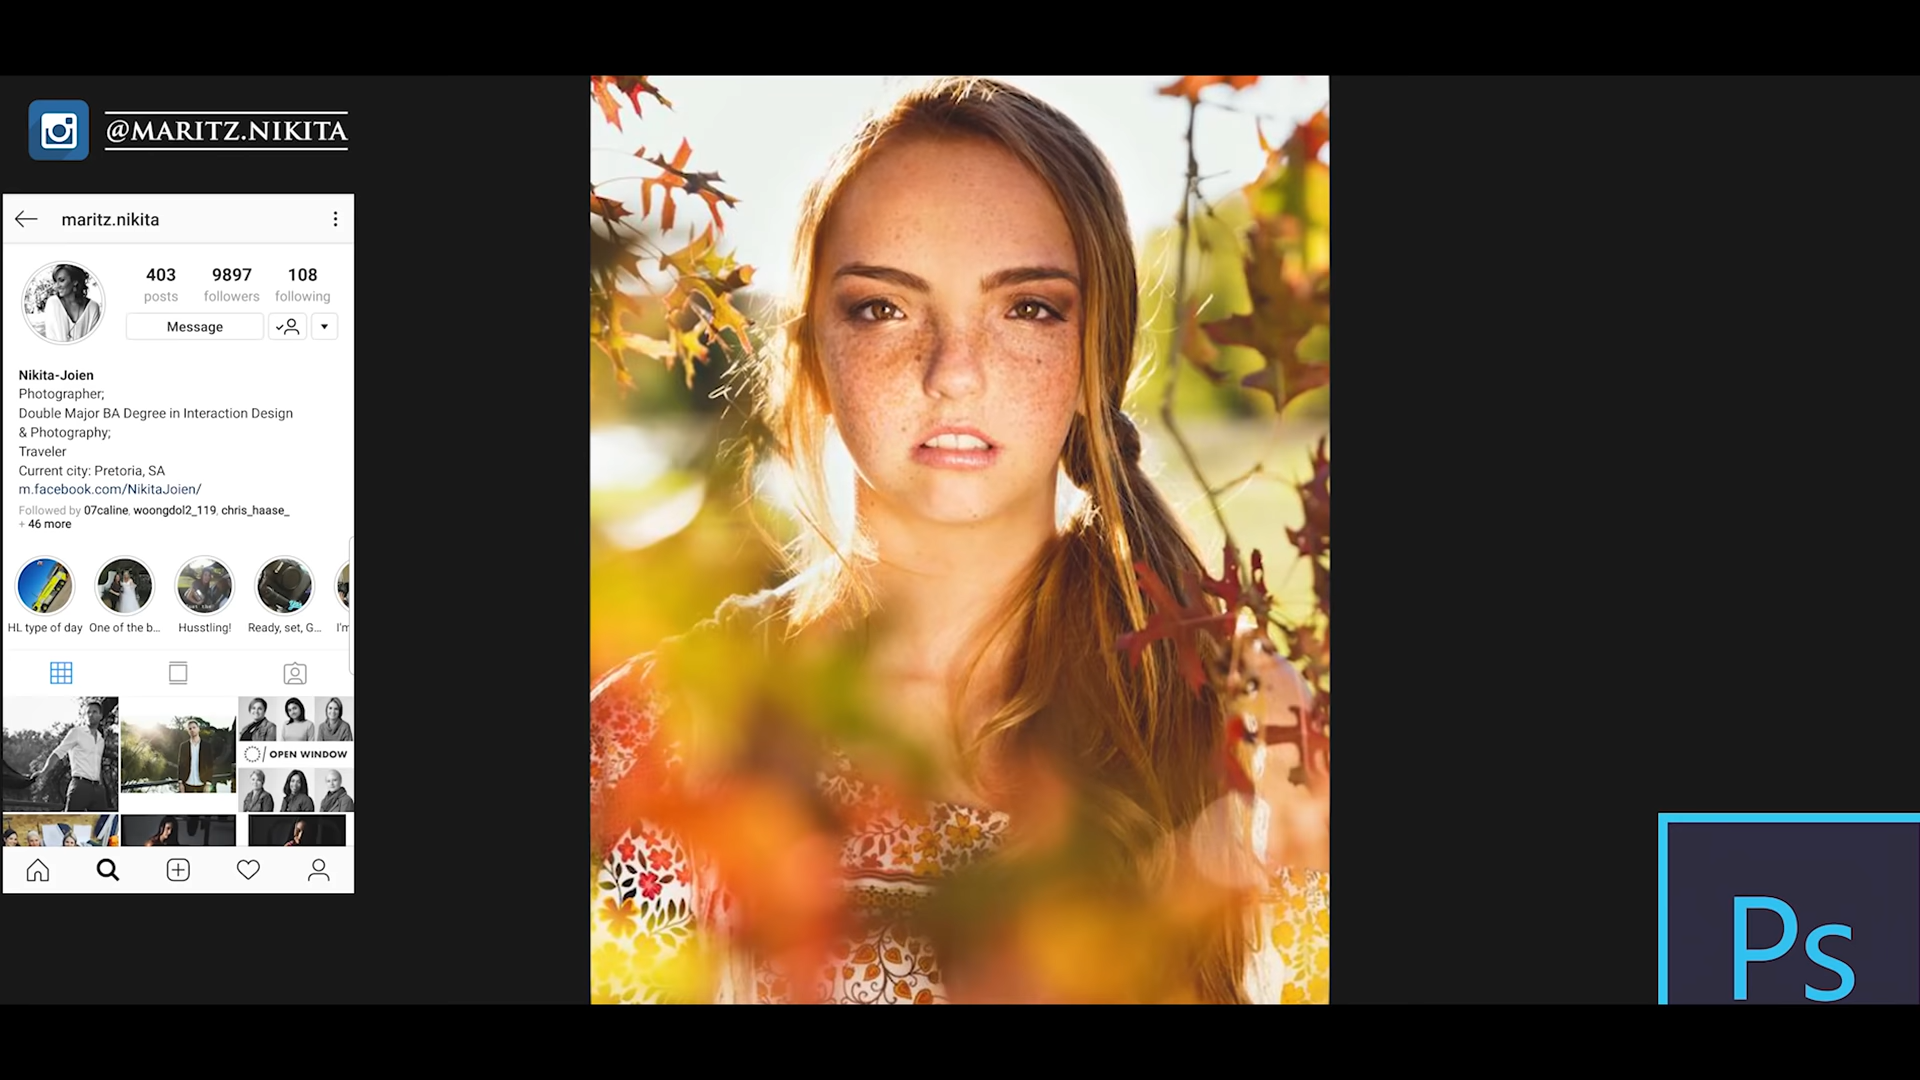 @MARITZ.NIKITA
maritz.nikita
403 9897 108
posts followers following
Message
Nikita-Joien
Photographer;
Double Major BA Degree in Interaction Design
& Photography;
Traveler
Current city: Pretoria, SA
m.facebook.com/NikitaJoien/
Followed by 07caline, woongdol2_119, chris_haase_
+ 46 more
HL type of day One of the b... Husstling! Ready, set, G... I'm
OPEN WINDOW
Ps